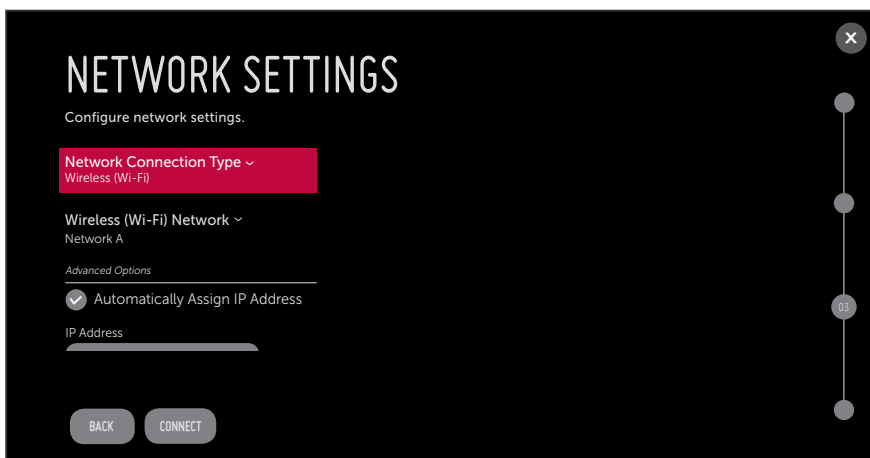 X
NETWORK SETTINGS
Configure network settings.
Network Connection Type
Wireless (Wi-Fi)
Wireless (Wi-Fi) Network
Network A
Advanced Options
Automatically Assign IP Address
03
IP Address
BACK CONNECT